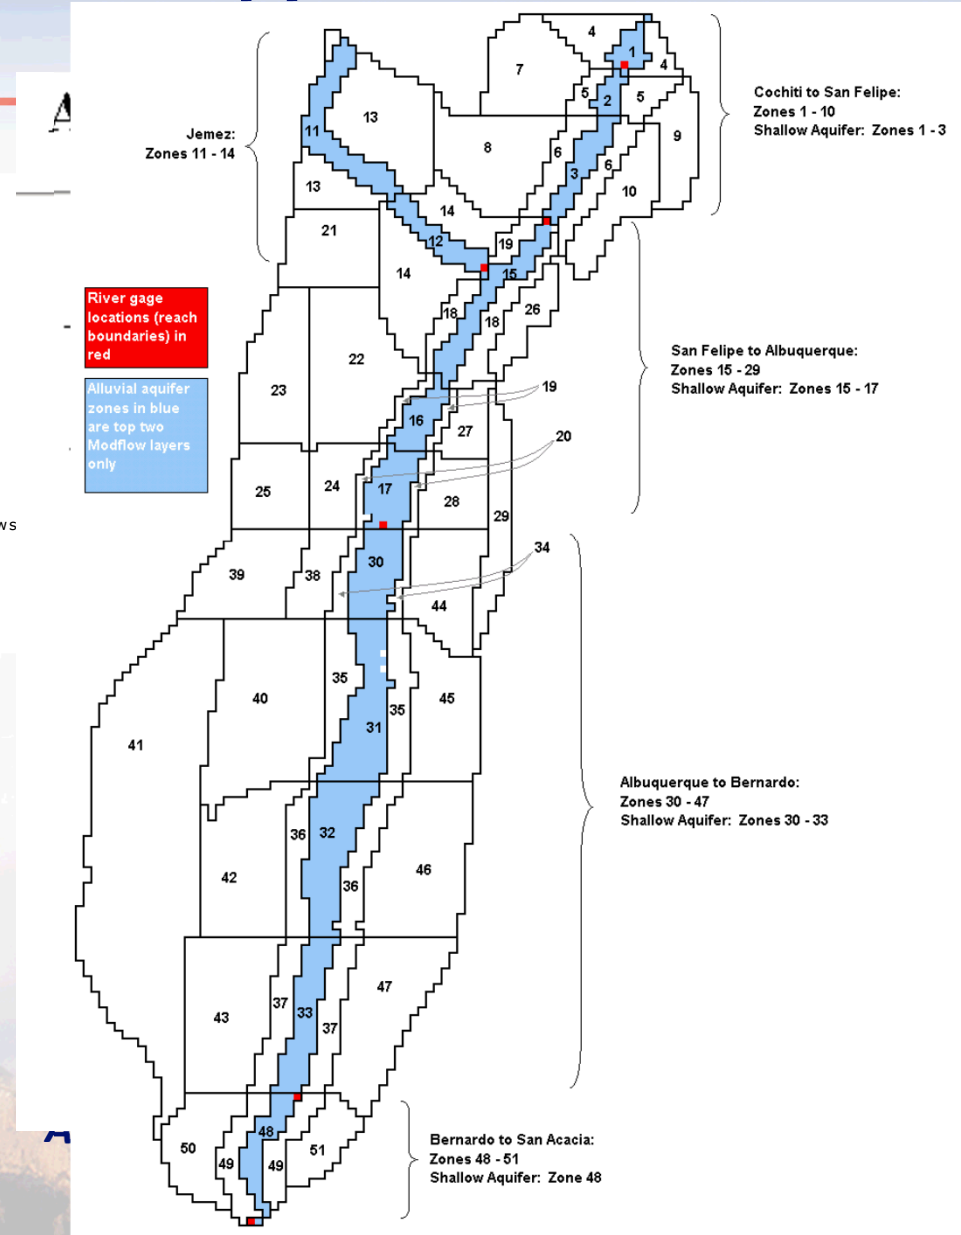 4
1
4
7
5
2
5
Cochiti to San Felipe:
Zones 1 - 10
Shallow Aquifer: Zones 1 - 3
13
11
Jemez:
Zones 11 - 14
8
6
9
3
6
13
10
14
21
12
19
14
15
River gage
locations (reach
boundaries) in
red
18
18
26
San Felipe to Albuquerque:
Zones 15 - 29
Shallow Aquifer: Zones 15 - 17
22
23
19
Alluvial aquifer
zones in blue
are top two
Modflow layers
only
16
27
20
25
24
17
28
29
ws
34
30
39
38
44
35
40
45
35
31
41
Albuquerque to Bernardo:
Zones 30 - 47
Shallow Aquifer: Zones 30 - 33
36
32
42
46
36
47
37
33
43
37
48
50
49
49
51
Bernardo to San Acacia:
Zones 48 - 51
Shallow Aquifer: Zone 48
A